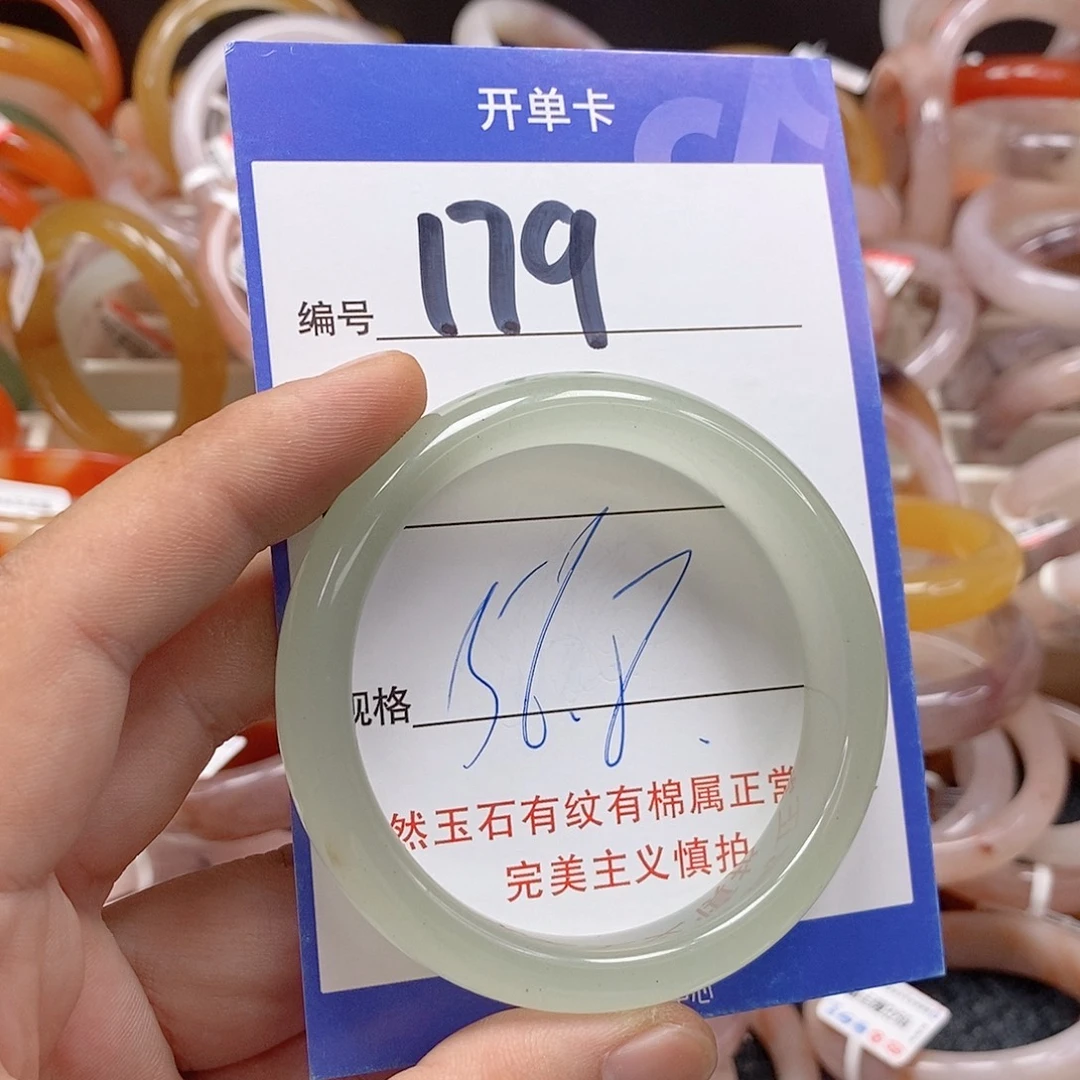 开单卡
编号 179
规格 56.8
然玉石有纹有棉属正常
完美主义慎拍